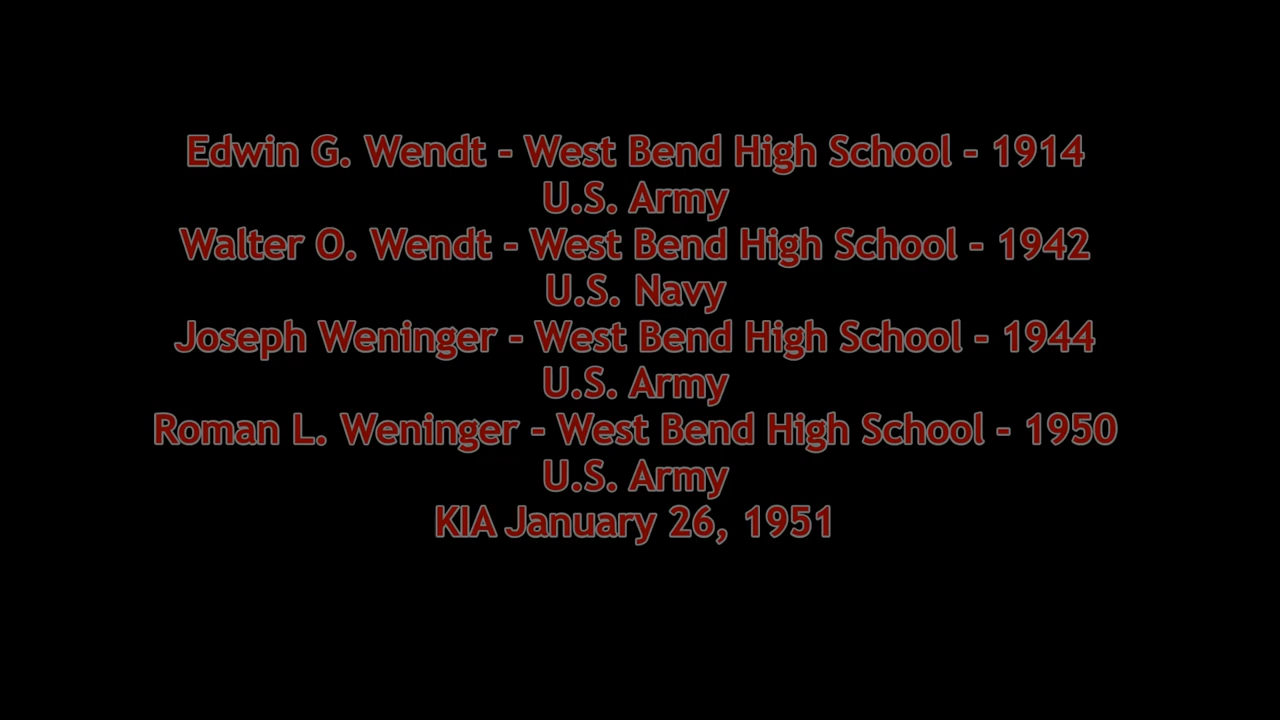 Edwin G. Wendt - West Bend High School - 1914
U.S. Army
Walter O. Wendt - West Bend High School - 1942
U.S. Navy
Joseph Weninger - West Bend High School - 1944
U.S. Army
Roman L. Weninger - West Bend High School - 1950
U.S. Army
KIA January 26, 1951